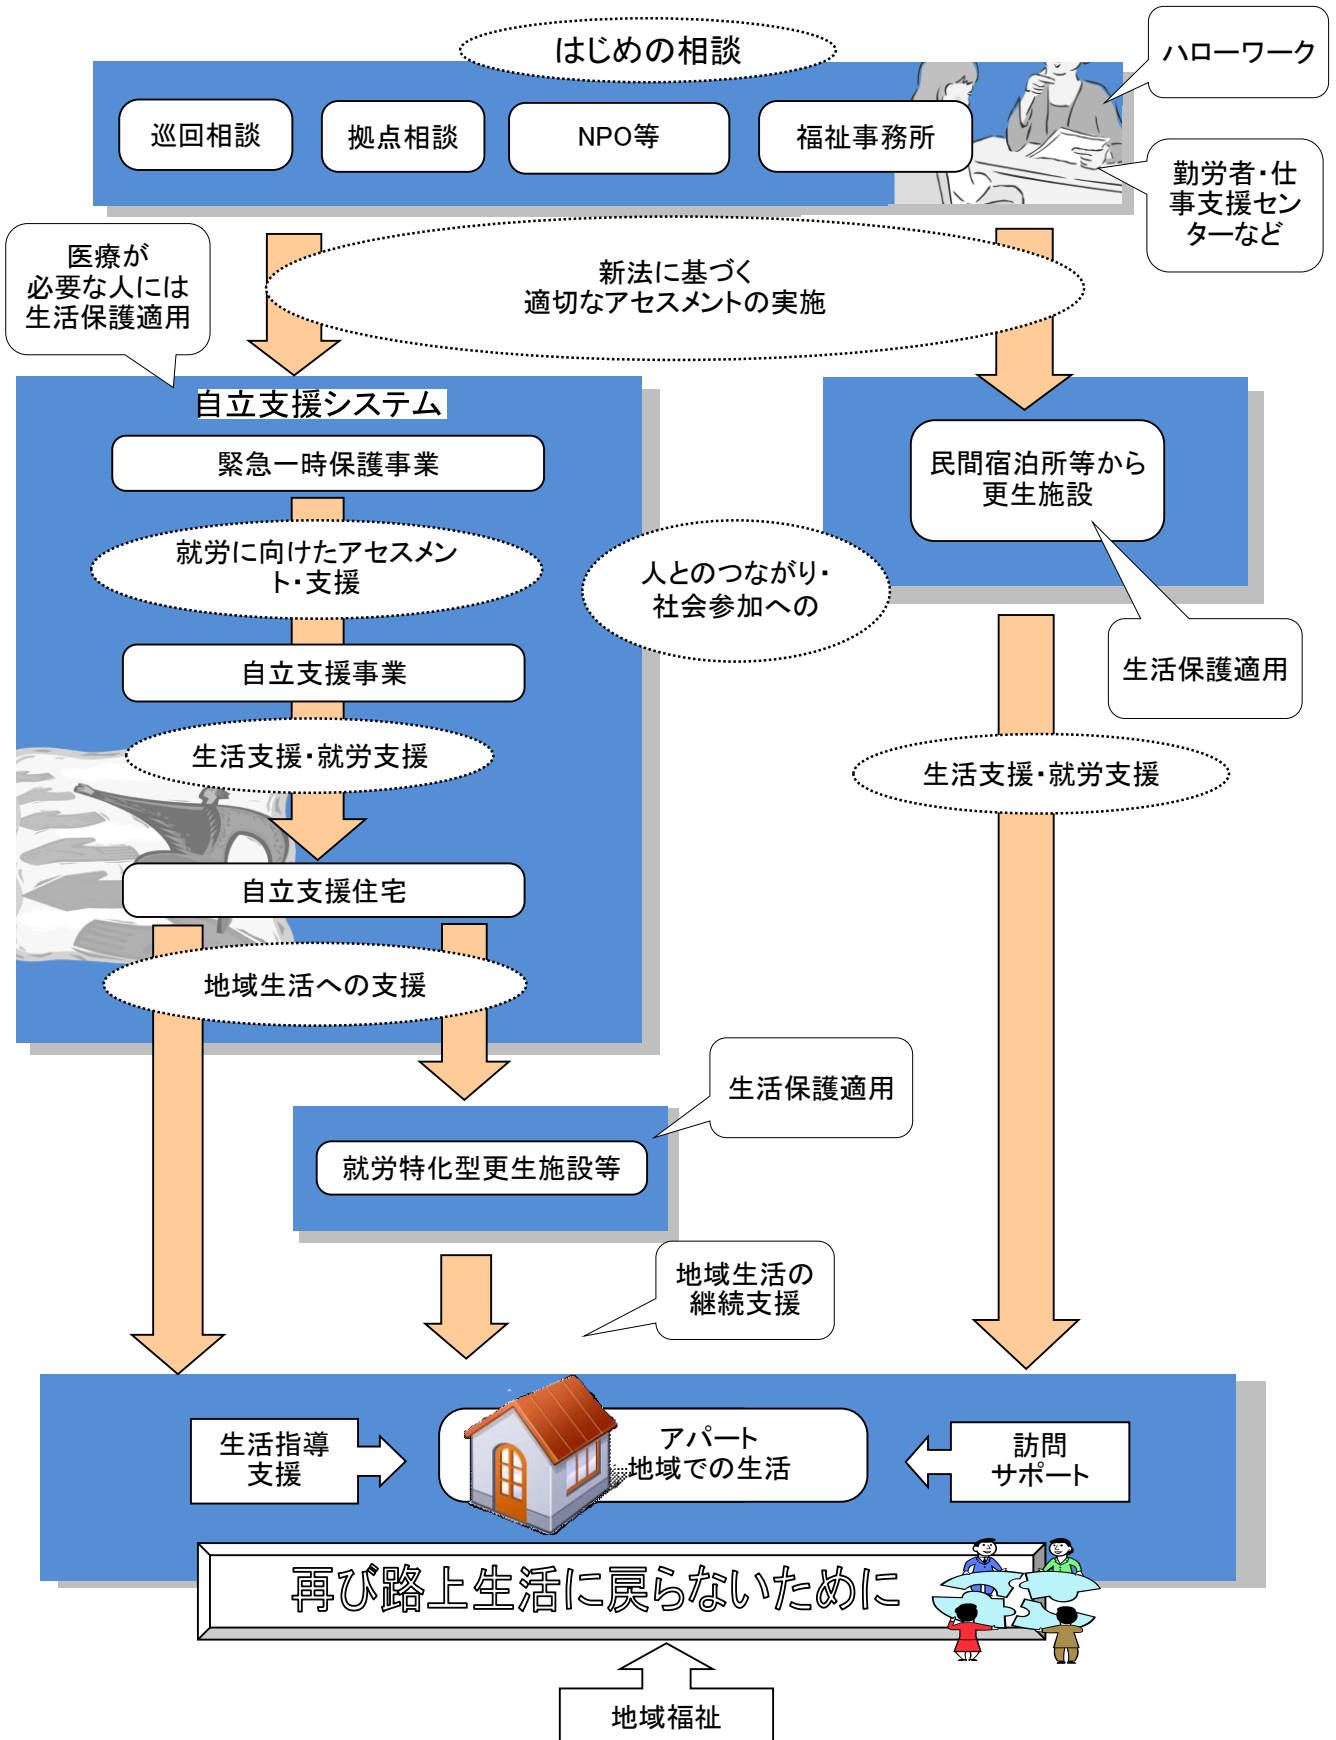 はじめの相談
ハローワーク
巡回相談
拠点相談
NPO等
福祉事務所
勤労者・仕
事支援セン
ターなど
医療が
必要な人には
生活保護適用
新法に基づく
適切なアセスメントの実施
自立支援システム
緊急一時保護事業
民間宿泊所等から
更生施設
就労に向けたアセスメン
ト・支援
人とのつながり・
社会参加への
自立支援事業
生活保護適用
生活支援・就労支援
生活支援・就労支援
自立支援住宅
地域生活への支援
生活保護適用
就労特化型更生施設等
地域生活の
継続支援
生活指導
支援
アパート
地域での生活
訪問
サポート
再び路上生活に戻らないために
地域福祉